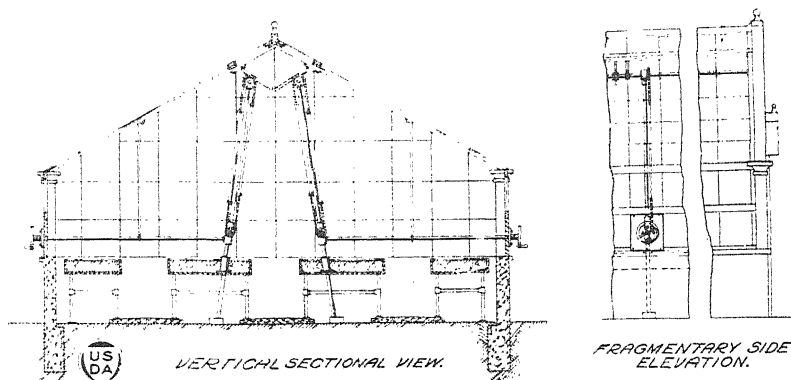 US
DA
VERTICAL SECTIONAL VIEW.
FRAGMENTARY SIDE
ELEVATION.